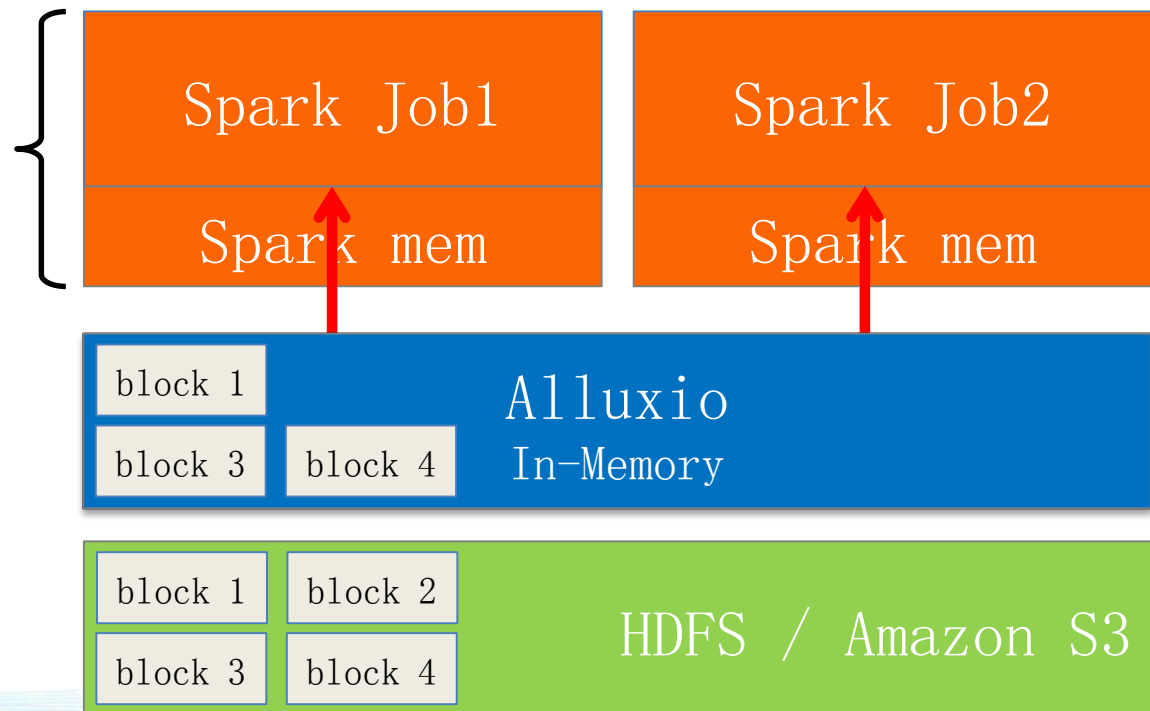 Spark Job1
Spark Job2
Spark mem
Spark mem
block 1
Alluxio
block 3
block 4
In-Memory
block 1
block 2
HDFS / Amazon S3
block 3
block 4